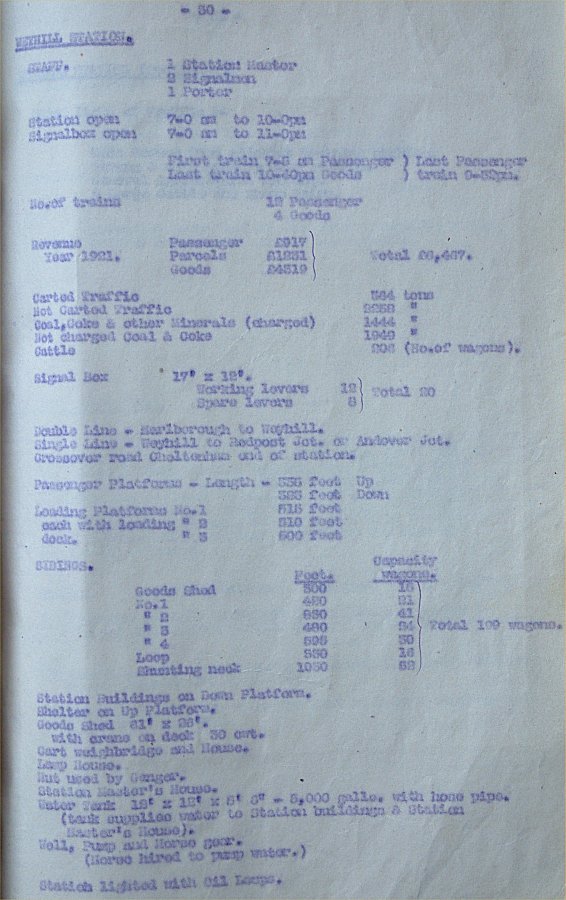 - 30 -
WEYHILL STATION.
STAFF. 1 Station Master
2 Signalmen
1 Porter
Station open 7-0 am to 10-0pm
Signalbox open 7-0 am to 11-0pm
First train 7-5 am Passenger ) Last Passenger
Last train 10-40pm Goods ) train 9-52pm.
No.of trains 12 Passenger
4 Goods
Revenue Passenger £917
Year 1921. Parcels £1231 Total £6,467.
Goods £4319
Carted Traffic 364 tons
Not Carted Traffic "
Coal,Coke & other Minerals (charged) 1444 "
Not charged Coal & Coke "
Cattle (No.of wagons).
Signal Box 17' x 12'.
Working levers 12
Total 20
Spare levers 8
Double Line - Marlborough to Weyhill.
Single Line - Weyhill to Redpost Jct. or Andover Jct.
Crossover road Cheltenham end of station.
Passenger Platforms - Length - feet Up
feet Down
Loading Platforms No.1 feet
each with loading " 2 feet
dock. " 3 feet
SIDINGS. Capacity
Feet. wagons.
Goods Shed
No.1 21
" 2 41
" 3 Total 199 wagons.
" 4
Loop
Shunting neck
Station Buildings on Down Platform.
Shelter on Up Platform.
Goods Shed
with crane on deck 30 cwt.
Cart weighbridge and House.
Lamp House.
Hut used by Ganger.
Station Master's House.
Water Tank 12' x 12' x 5' 6" - 5,000 galls. with hose pipe.
(tank supplies water to Station buildings & Station
Master's House).
Well, Pump and Horse gear.
(Horse hired to pump water.)
Station lighted with Oil Lamps.